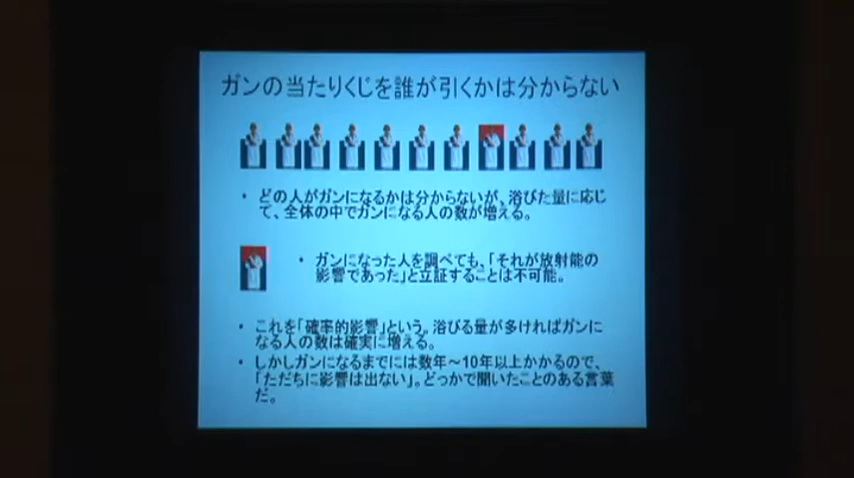 ガンの当たりくじを誰が引くかは分からない
・どの人がガンになるかは分からないが、浴びた量に応じ
て、全体の中でガンになる人の数が増える。
・ガンになった人を調べても、「それが放射能の
影響であった」と立証することは不可能。
・これを「確率的影響」という。浴びる量が多ければガンに
なる人の数は確実に増える。
・しかしガンになるまでには数年～10年以上かかるので、
「ただちに影響は出ない」。どっかで聞いたことのある言葉
だ。